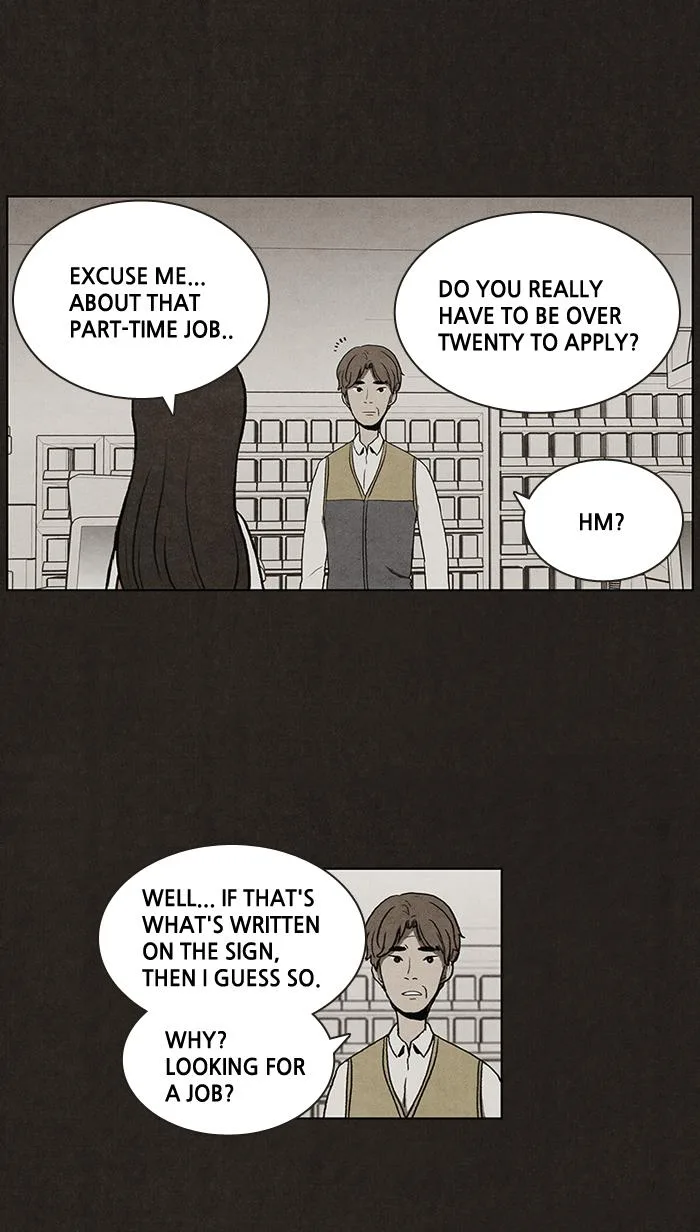 EXCUSE ME...
ABOUT THAT
PART-TIME JOB..
DO YOU REALLY
HAVE TO BE OVER
TWENTY TO APPLY?
HM?
WELL... IF THAT'S
WHAT'S WRITTEN
ON THE SIGN,
THEN I GUESS SO.
WHY?
LOOKING FOR
A JOB?